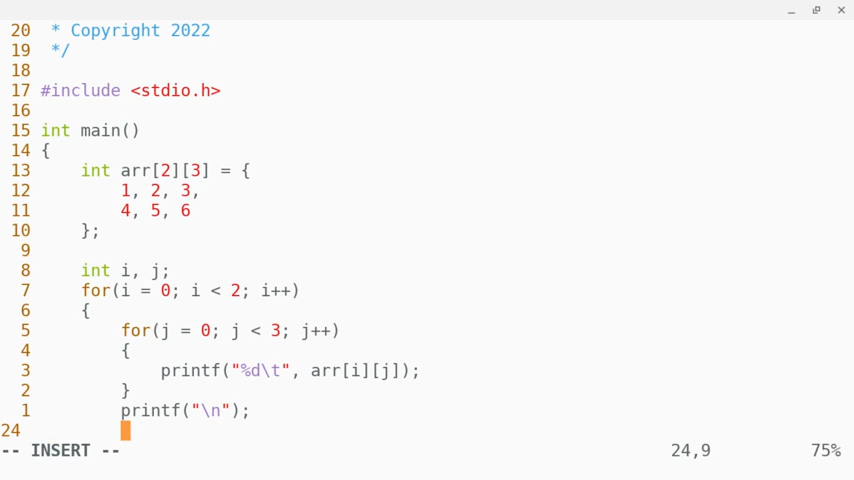 20  * Copyright 2022
19  */
18
17 #include <stdio.h>
16
15 int main()
14 {
13     int arr[2][3] = {
12         1, 2, 3,
11         4, 5, 6
10     };
 9
 8     int i, j;
 7     for(i = 0; i < 2; i++)
 6     {
 5         for(j = 0; j < 3; j++)
 4         {
 3             printf("%d\t", arr[i][j]);
 2         }
 1         printf("\n");
24
-- INSERT -- 24,9 75%